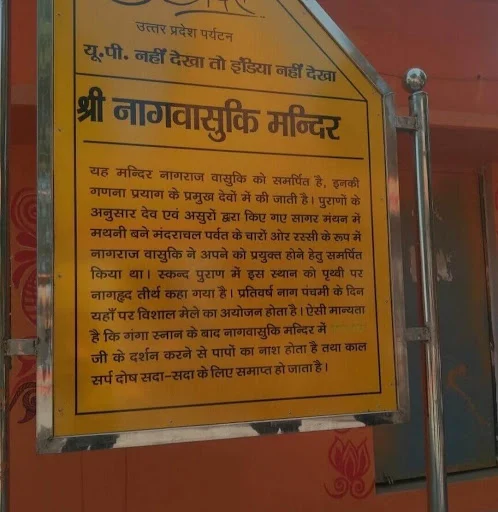 उत्तर प्रदेश पर्यटन
यू.पी. नहीं देखा तो इंडिया नहीं देखा
श्री नागवासुकि मन्दिर
यह मन्दिर नागराज वासुकि को समर्पित है, इनकी
गणना प्रयाग के प्रमुख देवों में की जाती है। पुराणों के
अनुसार देव एवं असुरो द्वारा किए गए सागर मंथन में
मथनी बने मंदराचल पर्वत के चारों ओर रस्सी के रूप में
नागराज वासुकि ने अपने को प्रयुक्त होने हेतु समर्पित
किया था। स्कन्द पुराण में इस स्थान को पृथ्वी पर
नागहृद तीर्थ कहा गया है। प्रतिवर्ष नाग पंचमी के दिन
यहाँ पर विशाल मेले का अयोजन होता है। ऐसी मान्यता
है कि गंगा स्नान के बाद नागवासुकि मन्दिर में
जी के दर्शन करने से पापों का नाश होता है तथा काल
सर्प दोष सदा-सदा के लिए समाप्त हो जाता है।